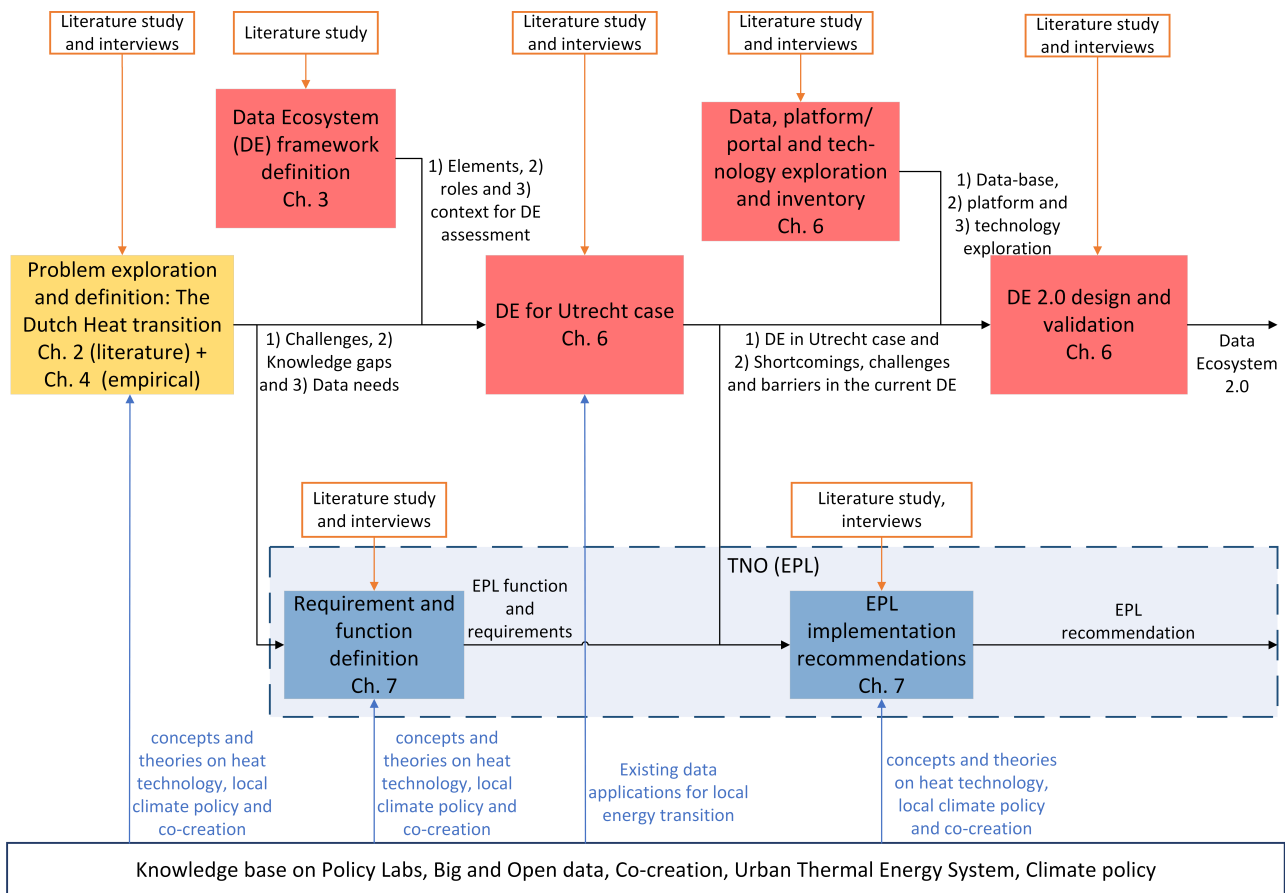 Literature study
and interviews
Literature study
Literature study
and interviews
Literature study
and interviews
Literature study
and interviews
Data Ecosystem
(DE) framework
definition
Ch. 3
1) Elements, 2)
roles and 3)
context for DE
assessment
Data, platform/
portal and tech-
nology exploration
and inventory
Ch. 6
1) Data-base,
2) platform and
3) technology
exploration
Problem exploration
and definition: The
Dutch Heat transition
Ch. 2 (literature) +
Ch. 4  (empirical)
1) Challenges, 2)
Knowledge gaps
and 3) Data needs
DE for Utrecht case
Ch. 6
1) DE in Utrecht case and
2) Shortcomings, challenges
and barriers in the current DE
DE 2.0 design and
validation
Ch. 6
Data
Ecosystem
2.0
Literature study
and interviews
Literature study,
interviews
TNO (EPL)
Requirement and
function
definition
Ch. 7
EPL function
and
requirements
EPL
implementation
recommendations
Ch. 7
EPL
recommendation
concepts and
theories on heat
technology, local
climate policy and
co-creation
concepts and
theories on heat
technology, local
climate policy and
co-creation
Existing data
applications for local
energy transition
concepts and theories
on heat technology,
local climate policy
and co-creation
Knowledge base on Policy Labs, Big and Open data, Co-creation, Urban Thermal Energy System, Climate policy